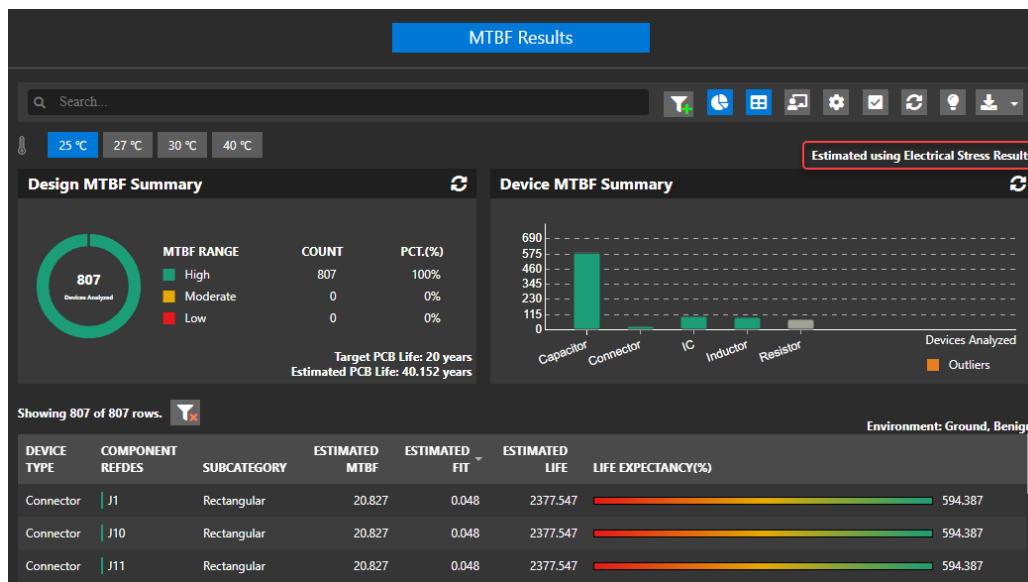 MTBF Results
Search...
25 ℃ 27 ℃ 30 ℃ 40 ℃
Estimated using Electrical Stress Result
Design MTBF Summary
807
Devices Analyzed
MTBF RANGE COUNT PCT.(%)
High 807 100%
Moderate 0 0%
Low 0 0%
Target PCB Life: 20 years
Estimated PCB Life: 40.152 years
Device MTBF Summary
690
575
460
345
230
115
0
Capacitor Connector IC Inductor Resistor
Devices Analyzed
Outliers
Showing 807 of 807 rows.
Environment: Ground, Benign
DEVICE TYPE COMPONENT REFDES SUBCATEGORY ESTIMATED MTBF ESTIMATED FIT ESTIMATED LIFE LIFE EXPECTANCY(%)
Connector J1 Rectangular 20.827 0.048 2377.547 594.387
Connector J10 Rectangular 20.827 0.048 2377.547 594.387
Connector J11 Rectangular 20.827 0.048 2377.547 594.387